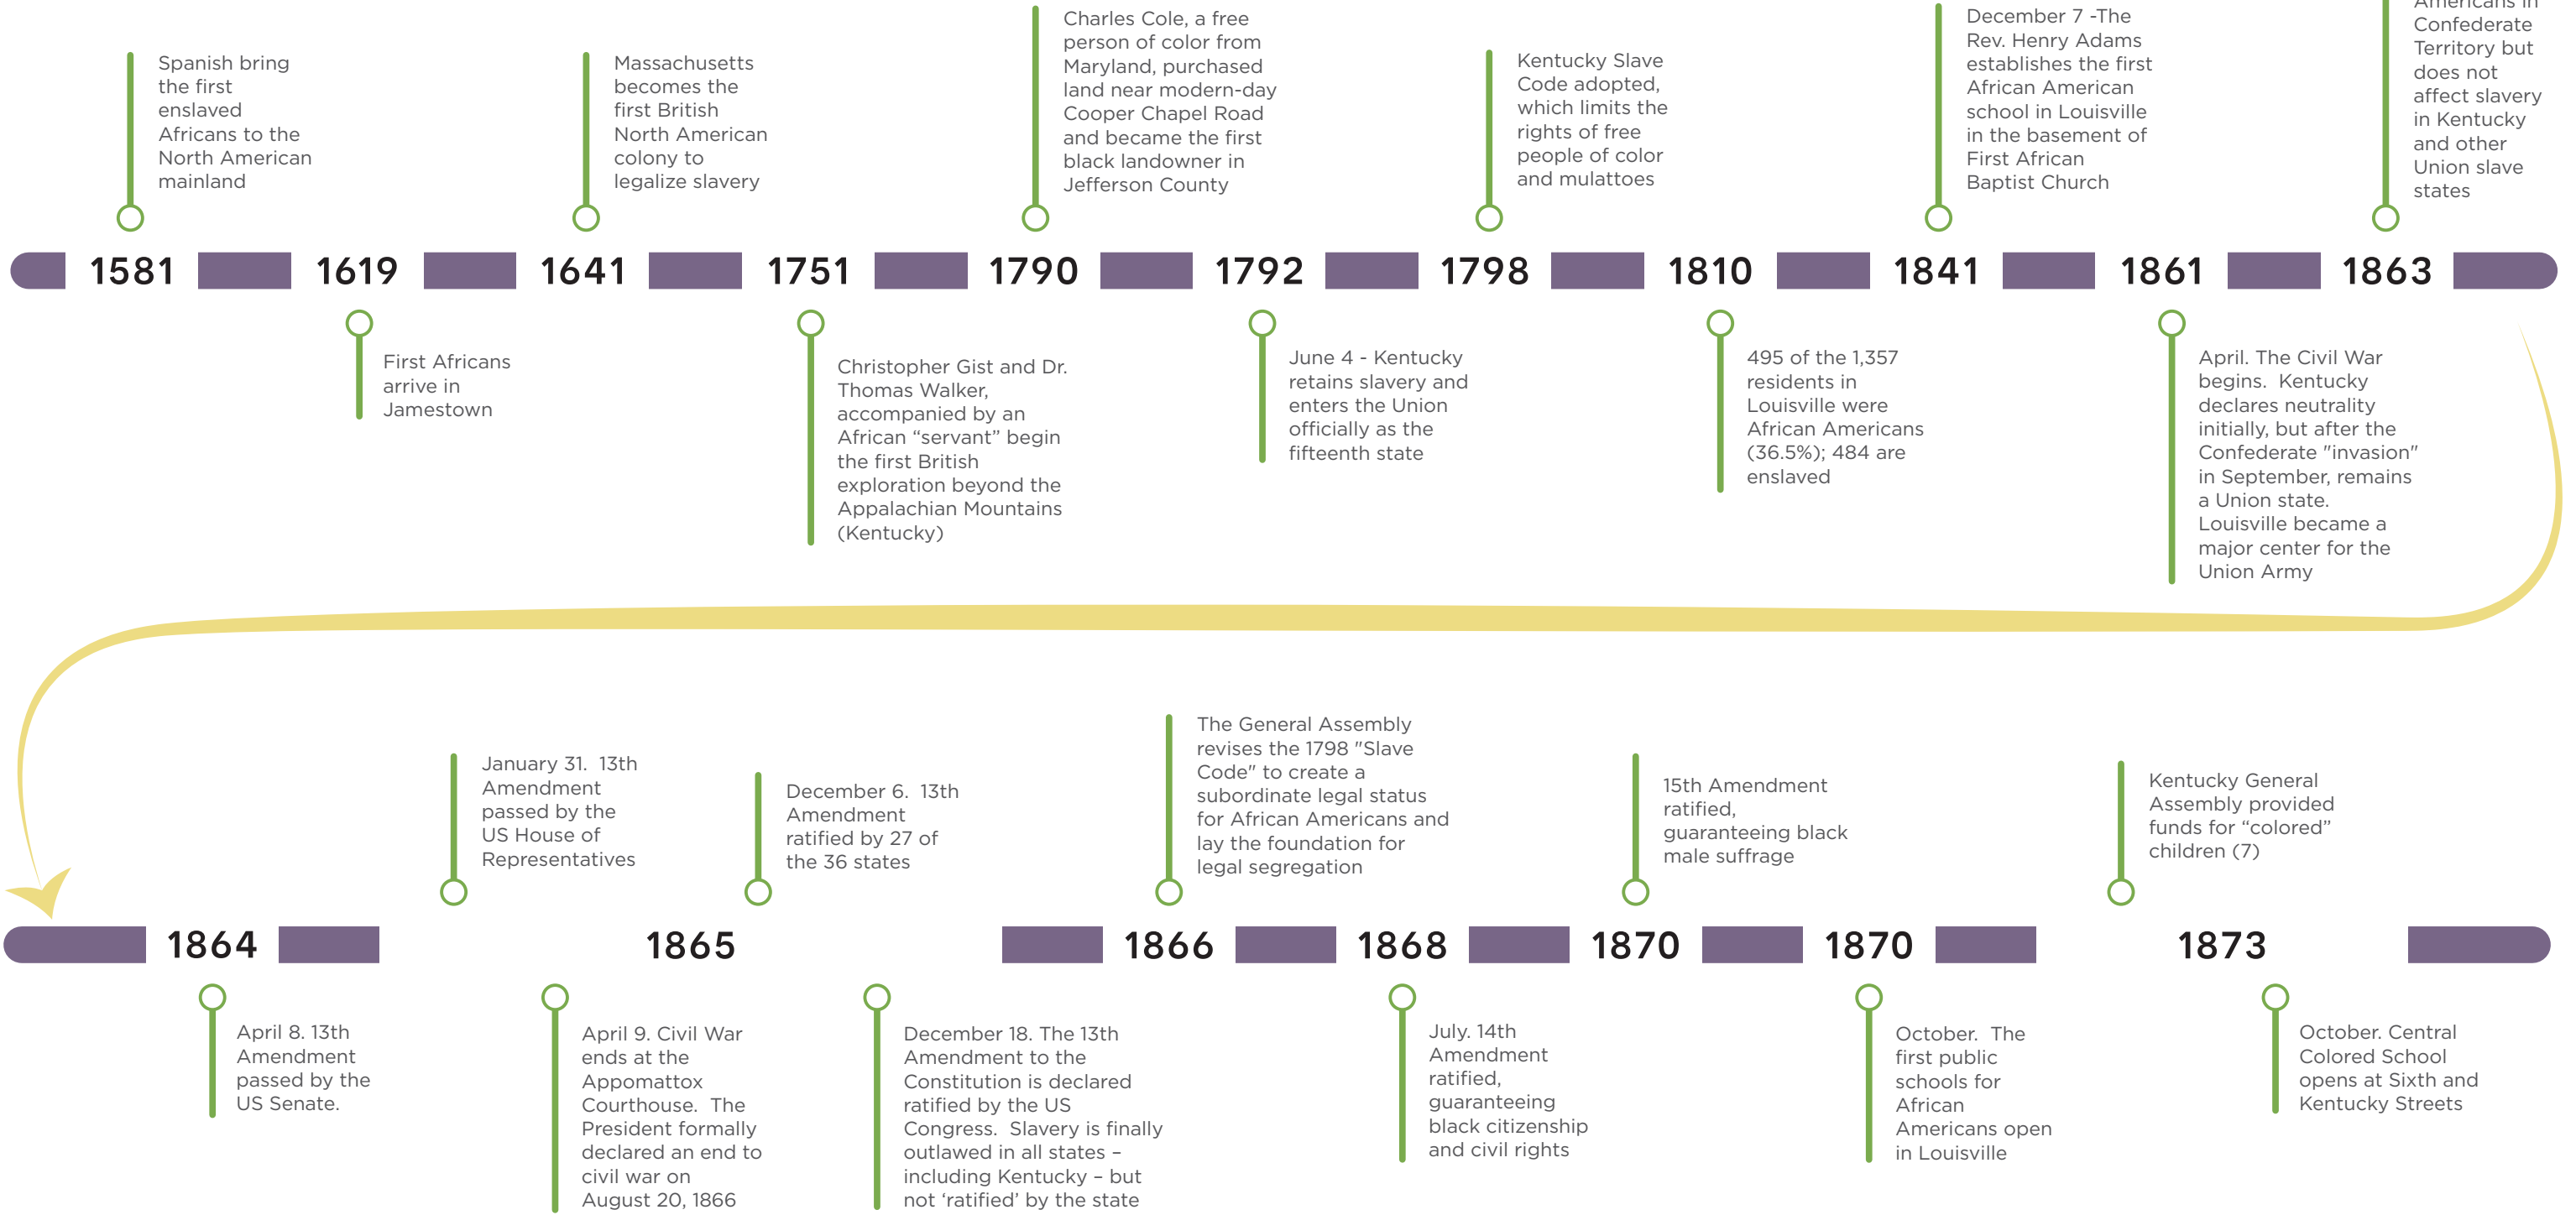 Spanish bring
the first
enslaved
Africans to the
North American
mainland
Massachusetts
becomes the
first British
North American
colony to
legalize slavery
Charles Cole, a free
person of color from
Maryland, purchased
land near modern-day
Cooper Chapel Road
and became the first
black landowner in
Jefferson County
Kentucky Slave
Code adopted,
which limits the
rights of free
people of color
and mulattoes
December 7 -The
Rev. Henry Adams
establishes the first
African American
school in Louisville
in the basement of
First African
Baptist Church
Americans in
Confederate
Territory but
does not
affect slavery
in Kentucky
and other
Union slave
states
1581
1619
1641
1751
1790
1792
1798
1810
1841
1861
1863
First Africans
arrive in
Jamestown
Christopher Gist and Dr.
Thomas Walker,
accompanied by an
African “servant” begin
the first British
exploration beyond the
Appalachian Mountains
(Kentucky)
June 4 - Kentucky
retains slavery and
enters the Union
officially as the
fifteenth state
495 of the 1,357
residents in
Louisville were
African Americans
(36.5%); 484 are
enslaved
April. The Civil War
begins.  Kentucky
declares neutrality
initially, but after the
Confederate "invasion"
in September, remains
a Union state.
Louisville became a
major center for the
Union Army
January 31.  13th
Amendment
passed by the
US House of
Representatives
December 6.  13th
Amendment
ratified by 27 of
the 36 states
The General Assembly
revises the 1798 "Slave
Code" to create a
subordinate legal status
for African Americans and
lay the foundation for
legal segregation
15th Amendment
ratified,
guaranteeing black
male suffrage
Kentucky General
Assembly provided
funds for “colored”
children (7)
1864
1865
1866
1868
1870
1870
1873
April 8. 13th
Amendment
passed by the
US Senate.
April 9. Civil War
ends at the
Appomattox
Courthouse.  The
President formally
declared an end to
civil war on
August 20, 1866
December 18. The 13th
Amendment to the
Constitution is declared
ratified by the US
Congress.  Slavery is finally
outlawed in all states –
including Kentucky – but
not ‘ratified’ by the state
July. 14th
Amendment
ratified,
guaranteeing
black citizenship
and civil rights
October.  The
first public
schools for
African
Americans open
in Louisville
October. Central
Colored School
opens at Sixth and
Kentucky Streets